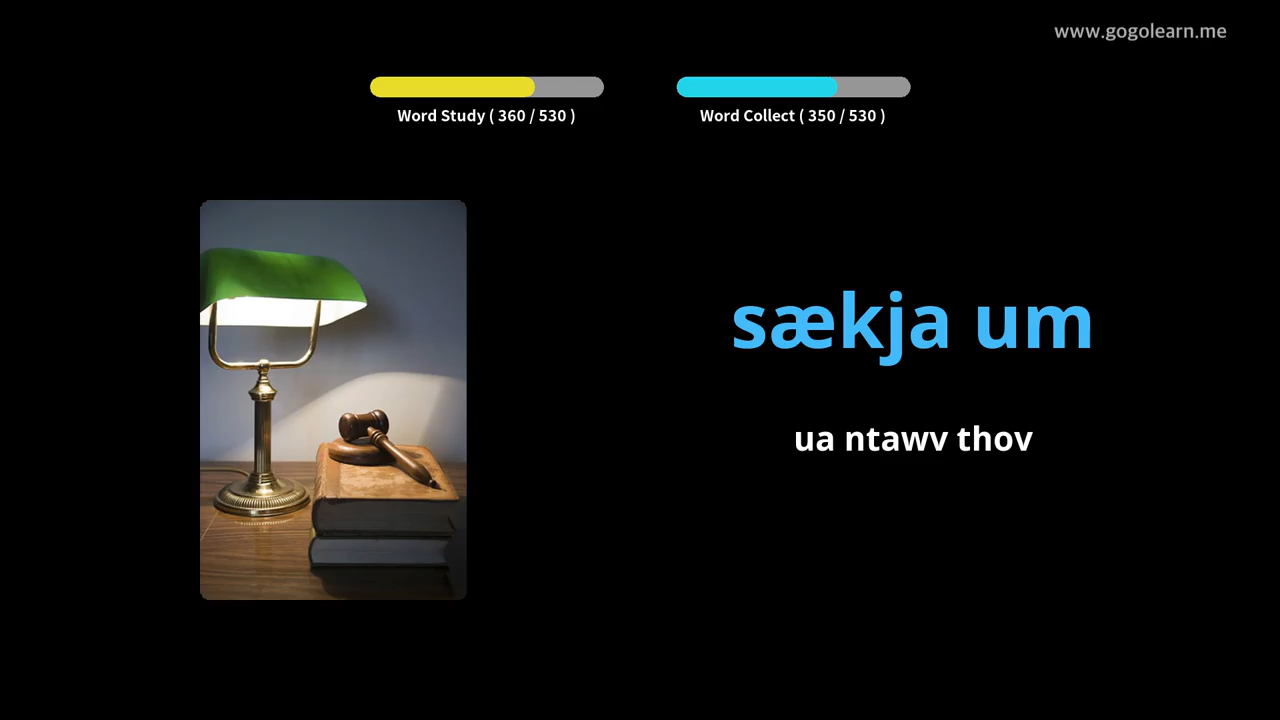 www.gogolearn.me
Word Study ( 360 / 530 )
Word Collect ( 350 / 530 )
sækja um
ua ntawv thov